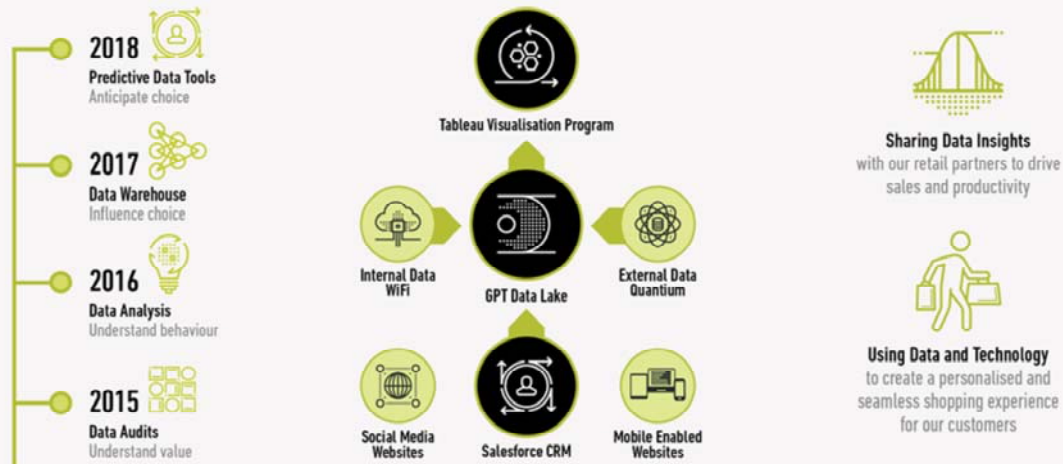 2018
Predictive Data Tools
Anticipate choice
2017
Data Warehouse
Influence choice
2016
Data Analysis
Understand behaviour
2015
Data Audits
Understand value
Tableau Visualisation Program
Internal Data
WiFi
GPT Data Lake
External Data
Quantium
Social Media
Websites
Salesforce CRM
Mobile Enabled
Websites
Sharing Data Insights
with our retail partners to drive
sales and productivity
Using Data and Technology
to create a personalised and
seamless shopping experience
for our customers